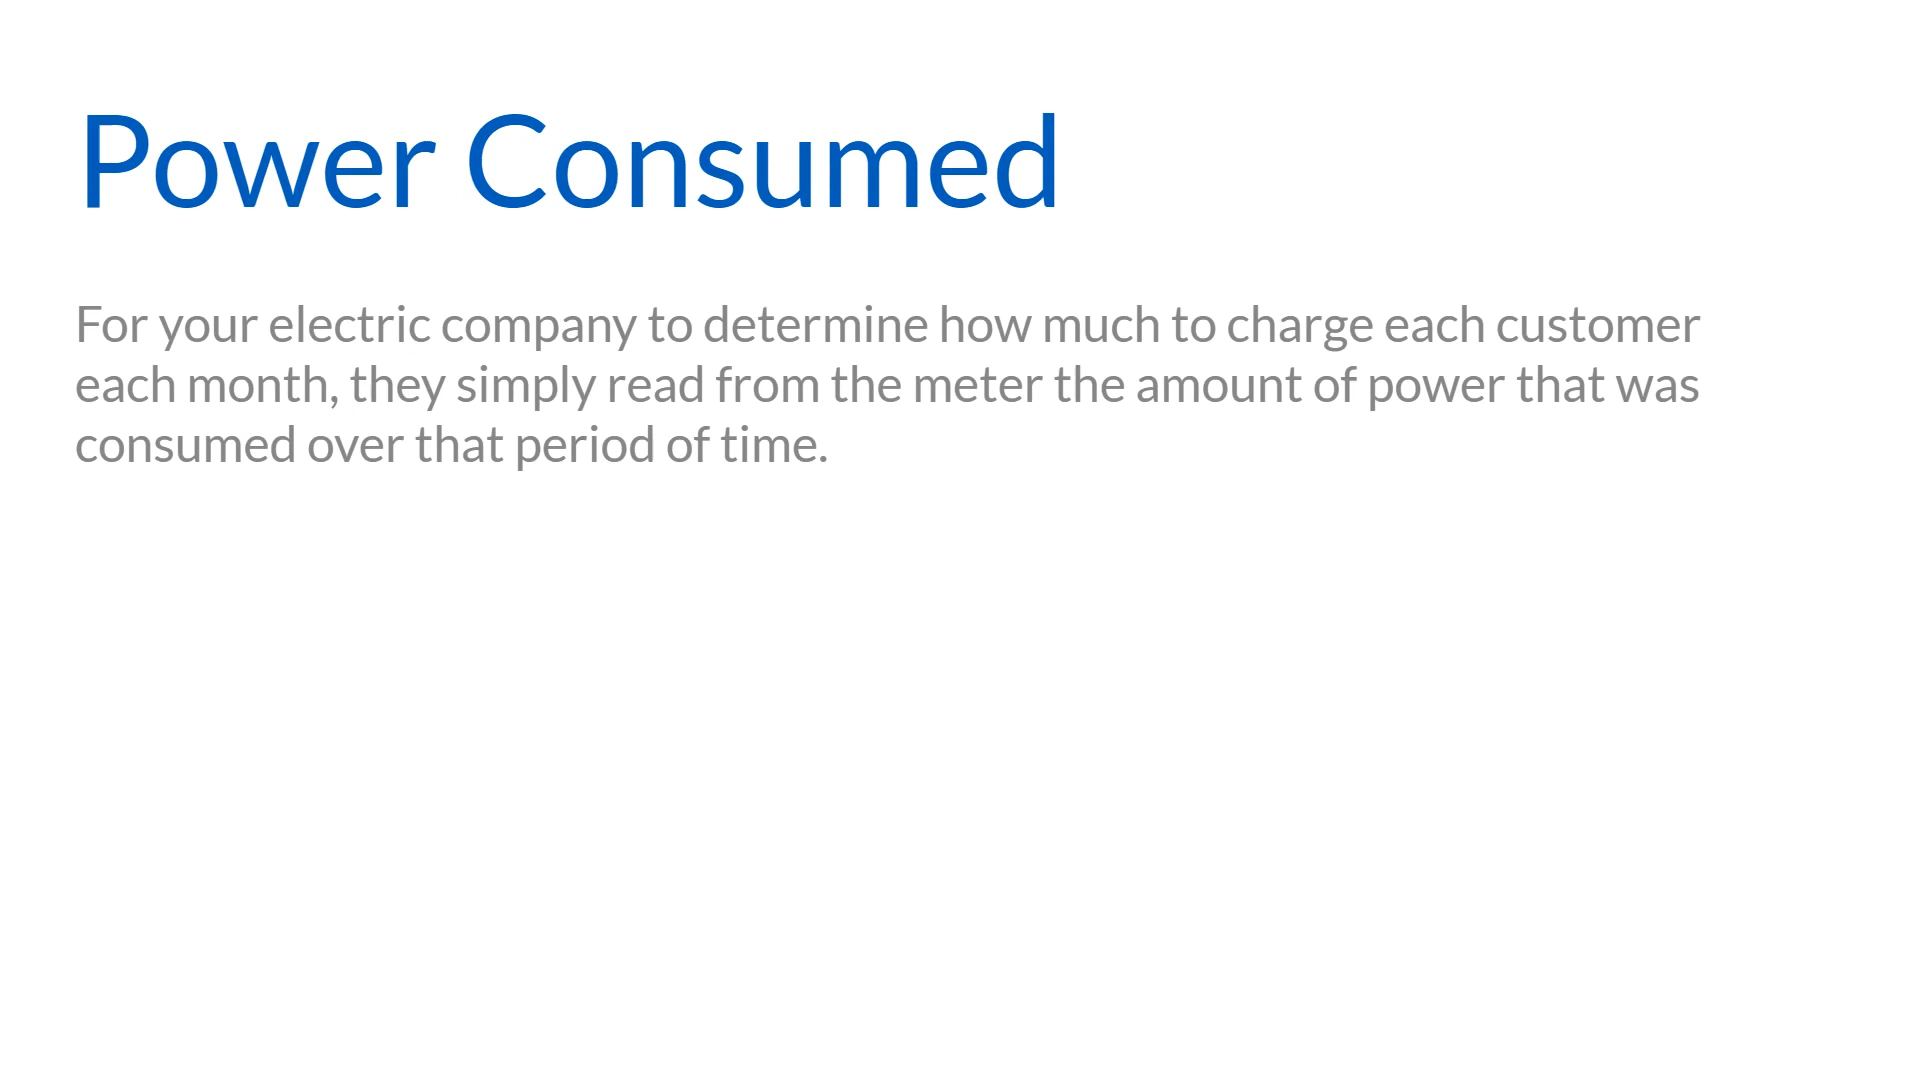 Power Consumed
For your electric company to determine how much to charge each customer
each month, they simply read from the meter the amount of power that was
consumed over that period of time.